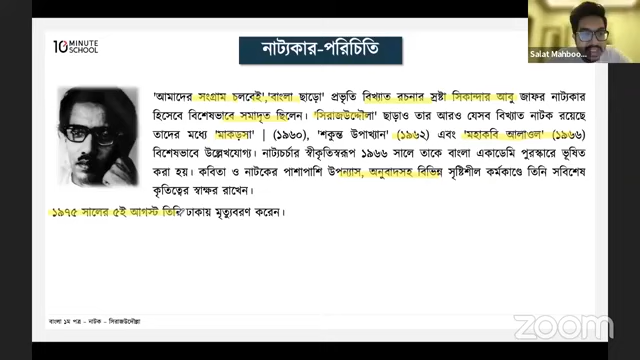 10 MINUTE SCHOOL
নাট্যকার-পরিচিতি
Salat Mahboo...
'আমাদের সংগ্রাম চলবেই','বাংলা ছাড়ো' প্রভৃতি বিখ্যাত রচনার স্রষ্টা সিকান্দার আবু জাফর নাট্যকার
হিসেবে বিশেষভাবে সমাদৃত ছিলেন। 'সিরাজউদ্দৌলা' ছাড়াও তার আরও যেসব বিখ্যাত নাটক রয়েছে
তাদের মধ্যে 'মাকড়সা' | (১৯৬০), 'শকুন্ত উপাখ্যান' (১৯৬২) এবং 'মহাকবি আলাওল' (১৯৬৬)
বিশেষভাবে উল্লেখযোগ্য। নাট্যচর্চার স্বীকৃতিস্বরূপ ১৯৬৬ সালে তাকে বাংলা একাডেমি পুরস্কারে ভূষিত
করা হয়। কবিতা ও নাটকের পাশাপাশি উপন্যাস, অনুবাদসহ বিভিন্ন সৃষ্টিশীল কর্মকাণ্ডে তিনি সবিশেষ
কৃতিত্বের স্বাক্ষর রাখেন।
১৯৭৫ সালের ৫ই আগস্ট তিনি ঢাকায় মৃত্যুবরণ করেন।
বাংলা ১ম পত্র – নাটক – সিরাজউদ্দৌল্লা
zoom